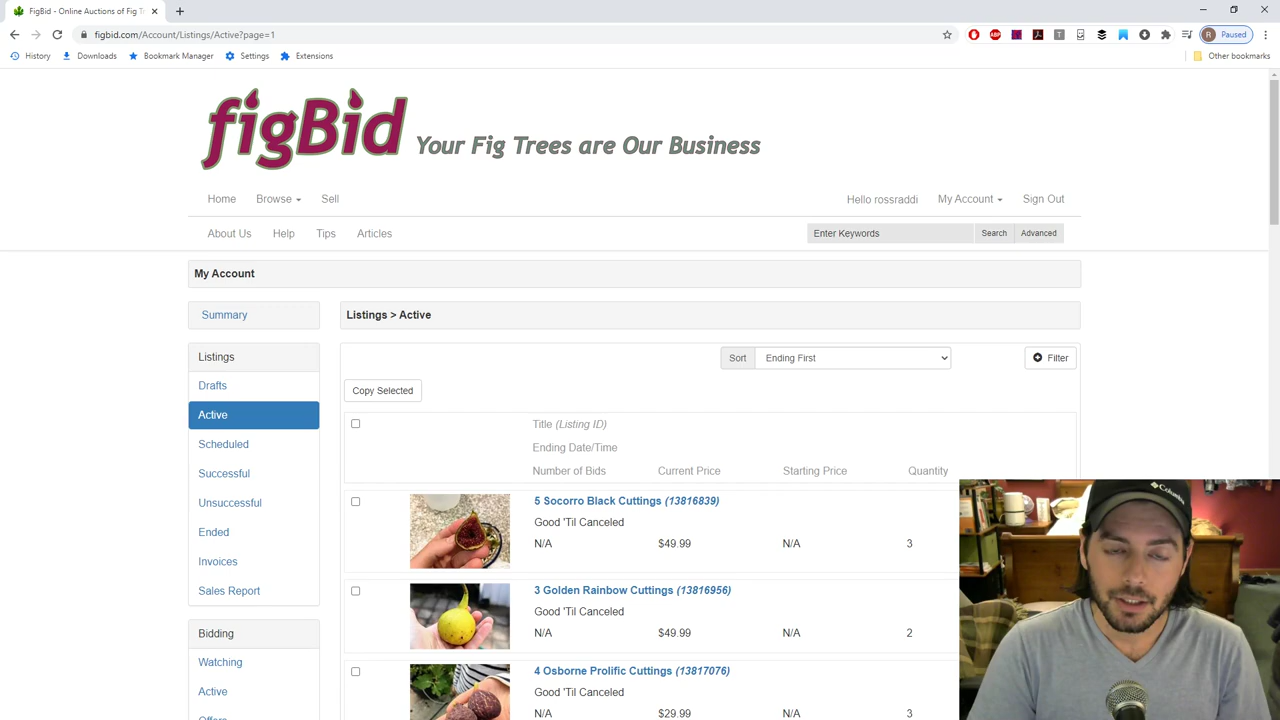 FigBid - Online Auctions of Fig Tr
figbid.com/Account/Listings/Active?page=1
R Paused
History Downloads Bookmark Manager Settings Extensions Other bookmarks
figBid Your Fig Trees are Our Business
Home Browse Sell Hello rossraddi My Account Sign Out
About Us Help Tips Articles Enter Keywords Search Advanced
My Account
Summary
Listings > Active
Listings
Drafts
Active
Scheduled
Successful
Unsuccessful
Ended
Invoices
Sales Report
Bidding
Watching
Active
Offers
Sort Ending First Filter
Copy Selected
Title (Listing ID)
Ending Date/Time
Number of Bids Current Price Starting Price Quantity
5 Socorro Black Cuttings (13816839)
Good 'Til Canceled
N/A $49.99 N/A 3
3 Golden Rainbow Cuttings (13816956)
Good 'Til Canceled
N/A $49.99 N/A 2
4 Osborne Prolific Cuttings (13817076)
Good 'Til Canceled
N/A $29.99 N/A 3
Columbia